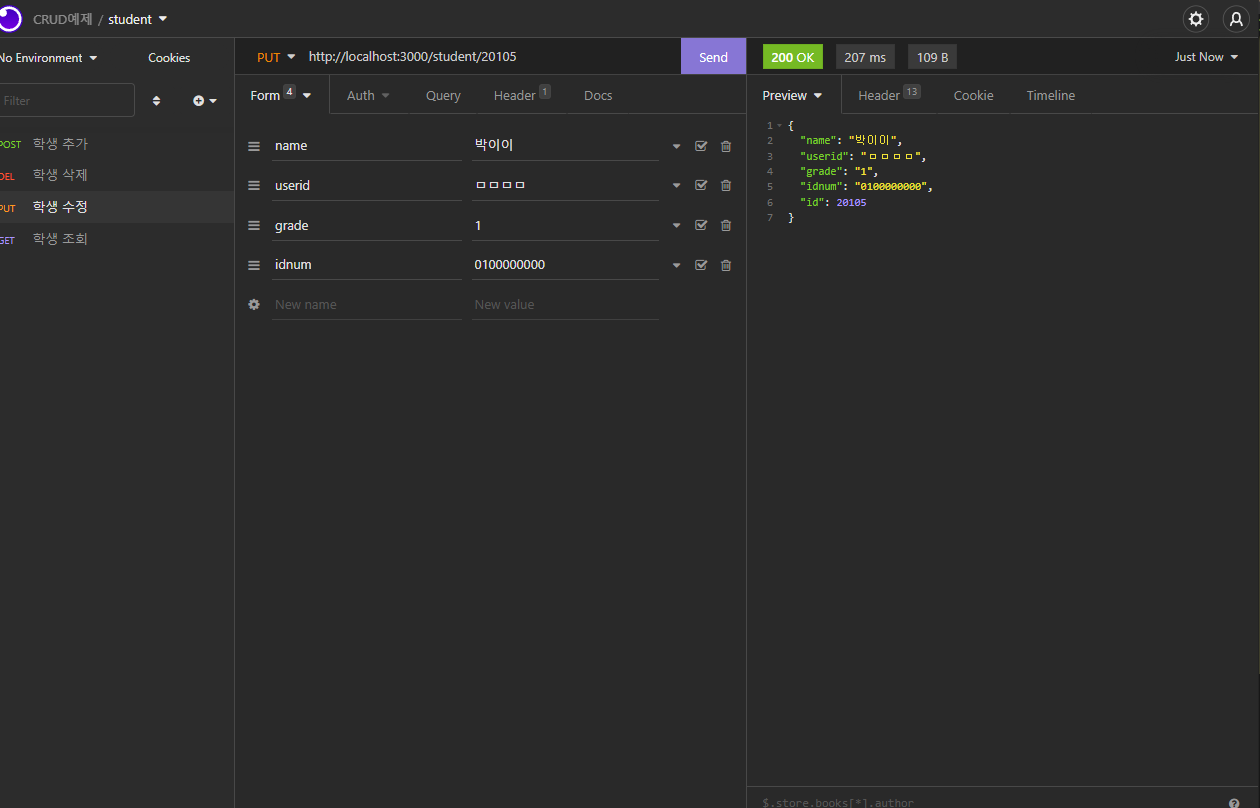 CRUD예제 / student
No Environment
Cookies
Filter
POST 학생 추가
DEL 학생 삭제
PUT 학생 수정
GET 학생 조회
PUT http://localhost:3000/student/20105 Send
Form 4 Auth Query Header 1 Docs
name 박이이
userid ㅁㅁㅁㅁ
grade 1
idnum 0100000000
New name New value
200 OK 207 ms 109 B Just Now
Preview Header 13 Cookie Timeline
1 {
2 "name": "박이이",
3 "userid": "ㅁㅁㅁㅁ",
4 "grade": "1",
5 "idnum": "0100000000",
6 "id": 20105
7 }
$.store.books[*].author